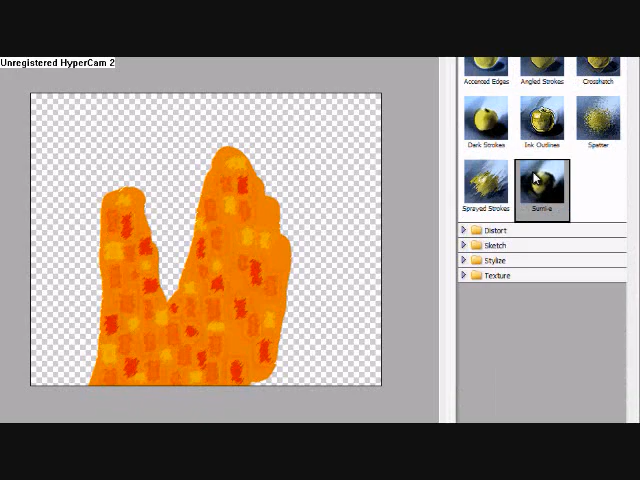 Unregistered HyperCam 2
Accented Edges
Angled Strokes
Crosshatch
Dark Strokes
Ink Outlines
Spatter
Sprayed Strokes
Sumi-e
Distort
Sketch
Stylize
Texture